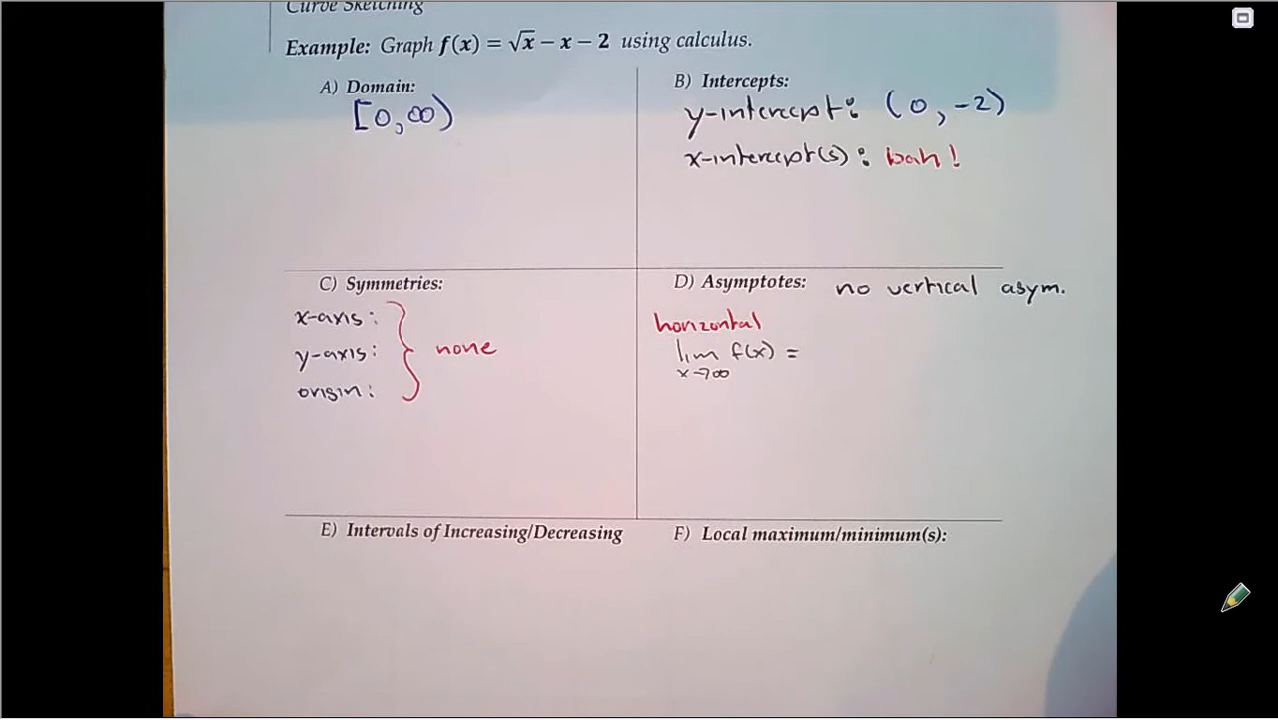 Curve Sketching
Example: Graph f(x) = √x − x − 2 using calculus.
A) Domain:
[0,∞)
B) Intercepts:
y-intercept: (0, -2)
x-intercept(s): bah!
C) Symmetries:
x-axis:
y-axis:
origin:
none
D) Asymptotes: no vertical asym.
horizontal
lim f(x) =
x→∞
E) Intervals of Increasing/Decreasing
F) Local maximum/minimum(s):